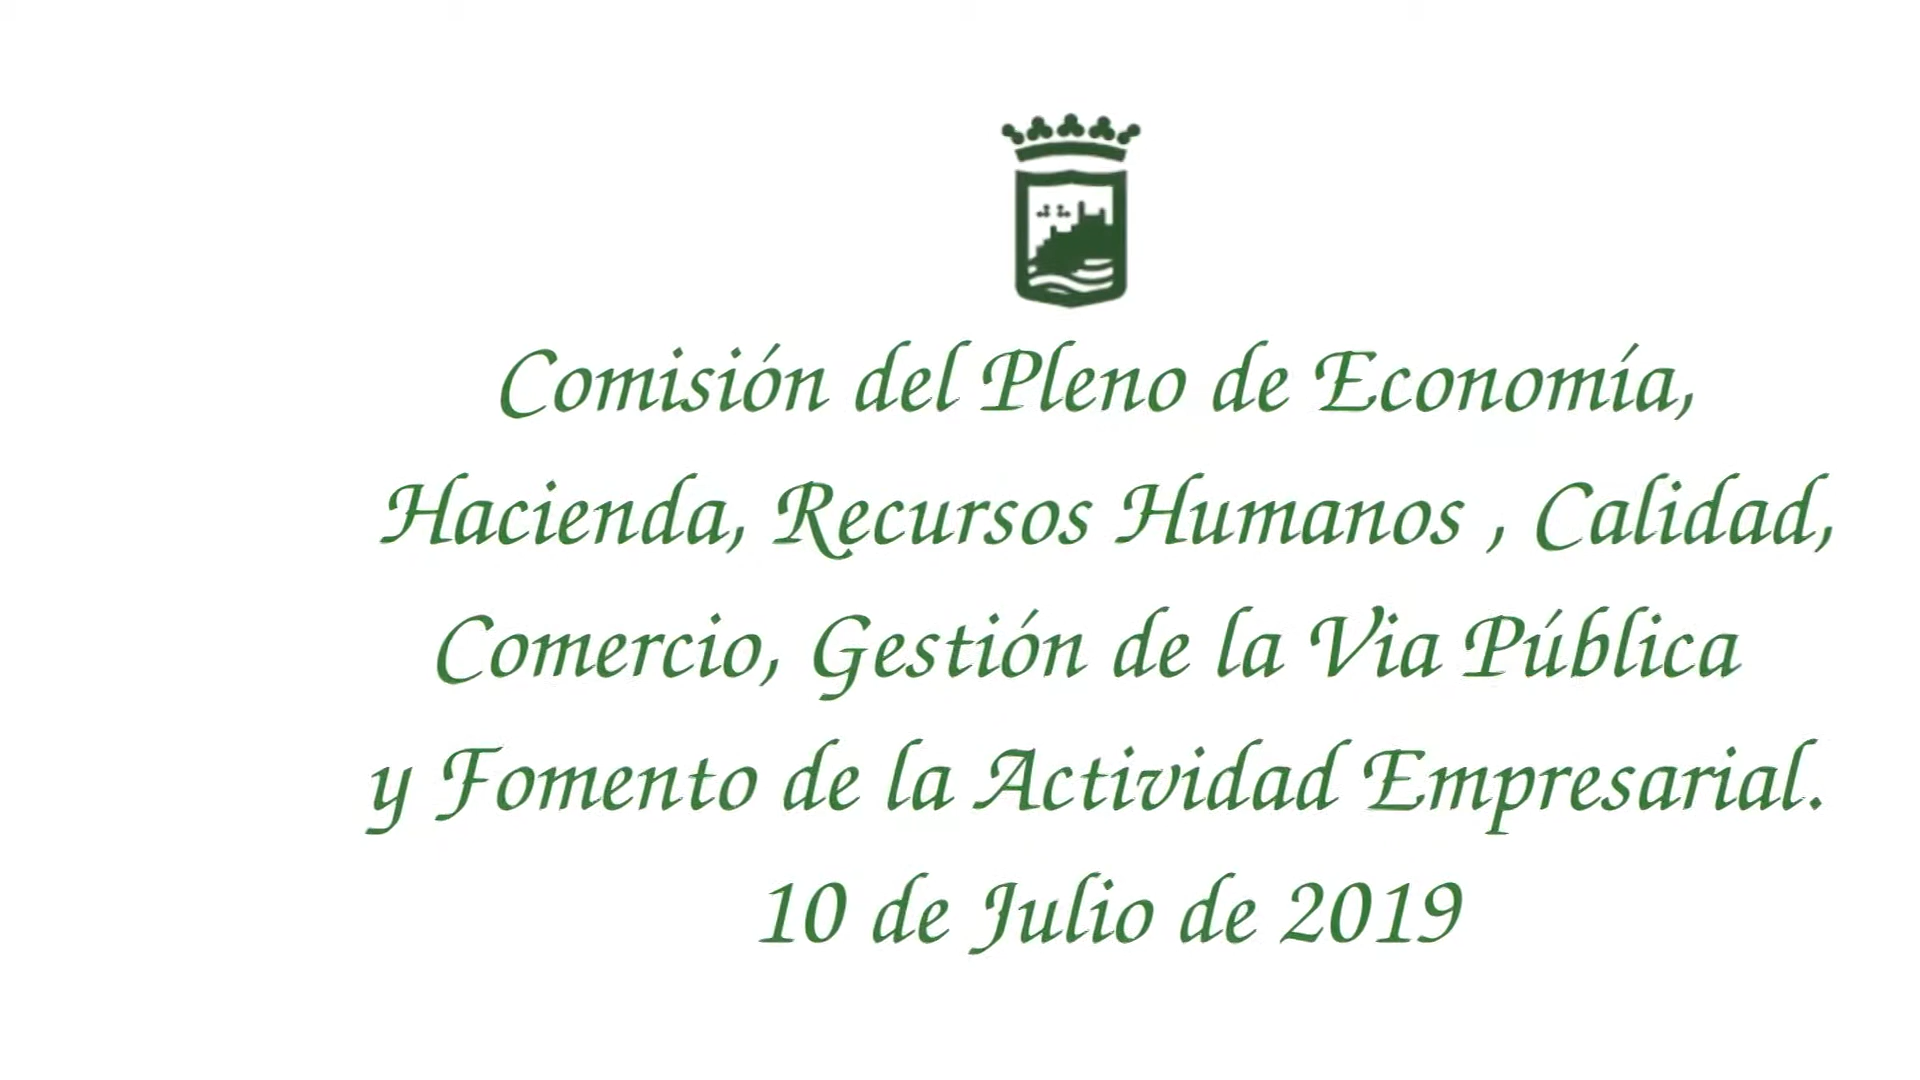 Comisión del Pleno de Economía,
Hacienda, Recursos Humanos , Calidad,
Comercio, Gestión de la Via Pública
y Fomento de la Actividad Empresarial.
10 de Julio de 2019